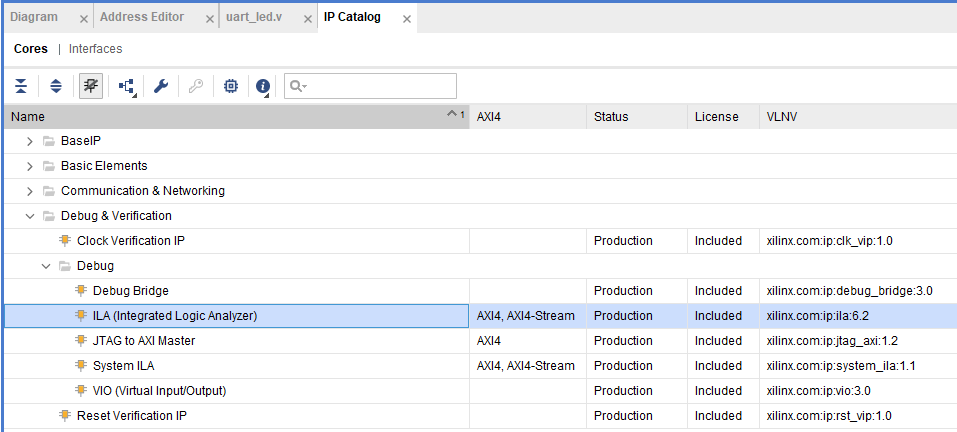 Diagram Address Editor uart_led.v IP Catalog
Cores | Interfaces
Name 1 AXI4 Status License VLNV
BaseIP
Basic Elements
Communication & Networking
Debug & Verification
Clock Verification IP Production Included xilinx.com:ip:clk_vip:1.0
Debug
Debug Bridge Production Included xilinx.com:ip:debug_bridge:3.0
ILA (Integrated Logic Analyzer) AXI4, AXI4-Stream Production Included xilinx.com:ip:ila:6.2
JTAG to AXI Master AXI4 Production Included xilinx.com:ip:jtag_axi:1.2
System ILA AXI4, AXI4-Stream Production Included xilinx.com:ip:system_ila:1.1
VIO (Virtual Input/Output) Production Included xilinx.com:ip:vio:3.0
Reset Verification IP Production Included xilinx.com:ip:rst_vip:1.0